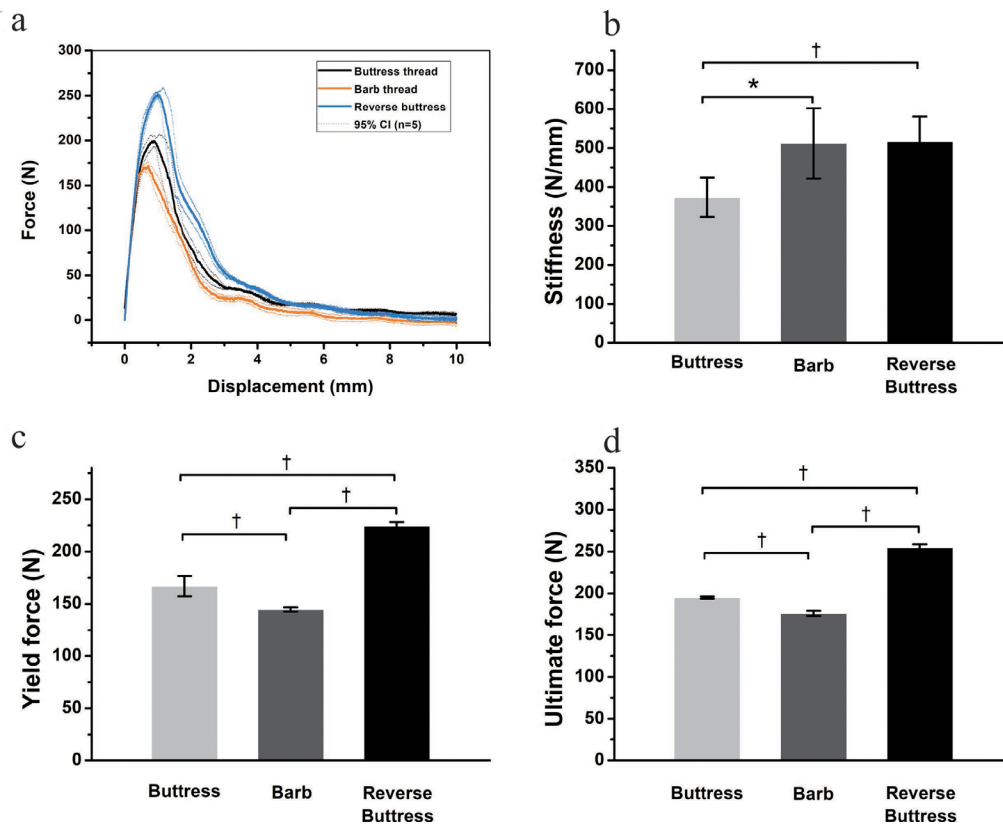 a
Force (N)
300
250
200
150
100
50
0
Buttress thread
Barb thread
Reverse buttress
95% CI (n=5)
0 2 4 6 8 10
Displacement (mm)
b
Stiffness (N/mm)
700
600
500
400
300
200
100
0
†
*
Buttress Barb Reverse
Buttress
c
Yield force (N)
250
200
150
100
50
0
†
† †
Buttress Barb Reverse
Buttress
d
Ultimate force (N)
350
300
250
200
150
100
50
0
†
† †
Buttress Barb Reverse
Buttress